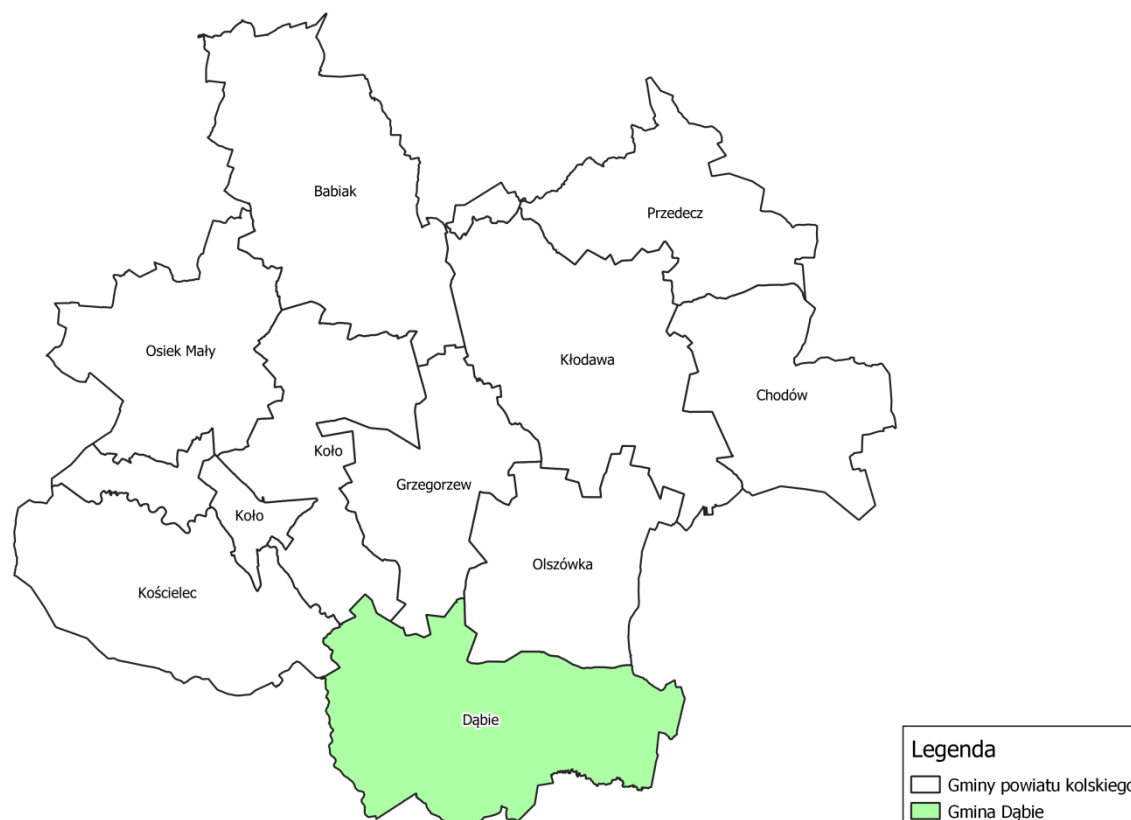 Babiak
Przedecz
Osiek Mały
Kłodawa
Chodów
Koło
Grzegorzew
Koło
Olszówka
Kościelec
Dąbie
Legenda
Gminy powiatu kolskiego
Gmina Dąbie